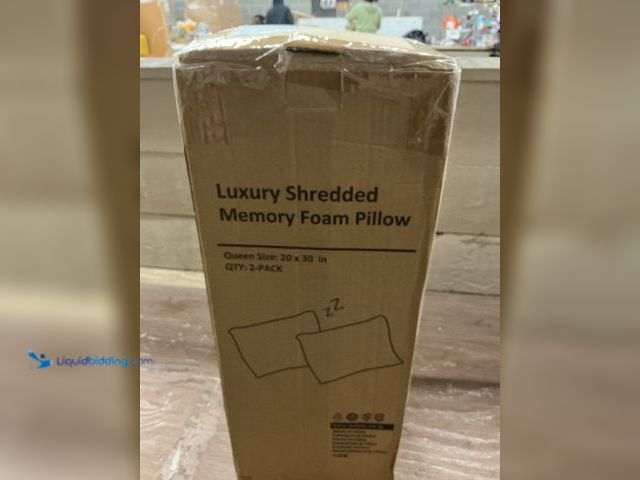 Luxury Shredded
Memory Foam Pillow
Queen Size: 20 x 30 in
QTY: 2-PACK
zZ
Liquidbidding.com